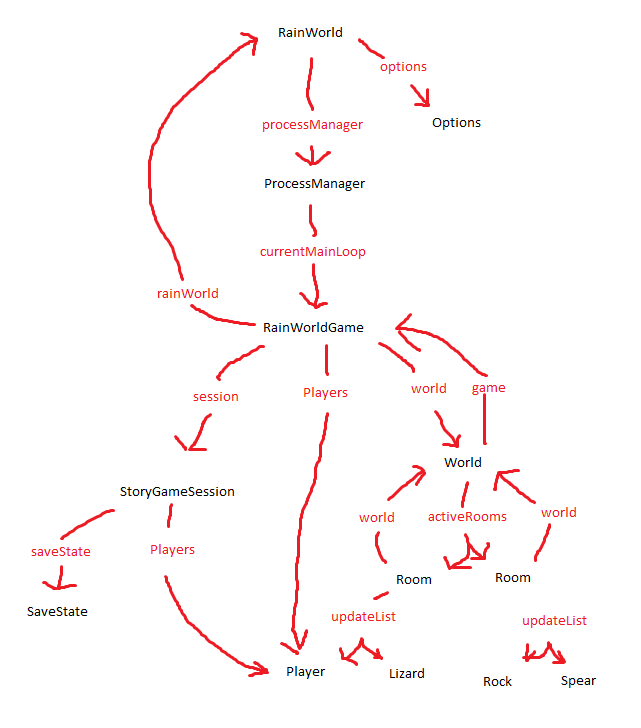 RainWorld
options
processManager
Options
ProcessManager
currentMainLoop
rainWorld
RainWorldGame
session
Players
world
game
World
StoryGameSession
world
activeRooms
world
saveState
Players
Room
Room
SaveState
updateList
updateList
Player
Lizard
Rock
Spear